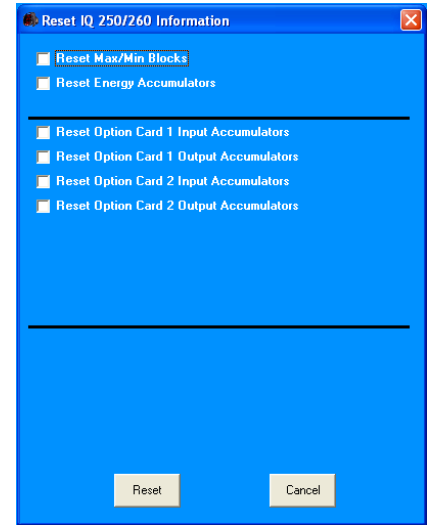 Reset IQ 250/260 Information
Reset Max/Min Blocks
Reset Energy Accumulators
Reset Option Card 1 Input Accumulators
Reset Option Card 1 Output Accumulators
Reset Option Card 2 Input Accumulators
Reset Option Card 2 Output Accumulators
Reset Cancel